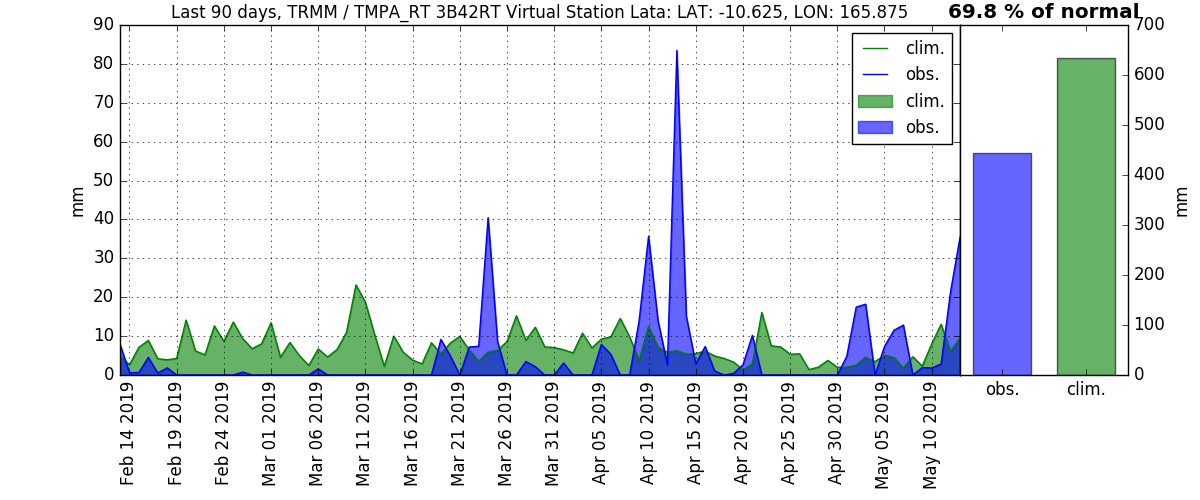 Last 90 days, TRMM / TMPA_RT 3B42RT Virtual Station Lata: LAT: -10.625, LON: 165.875
69.8 % of normal
90
80
70
60
50
40
30
20
10
0
mm
clim.
obs.
clim.
obs.
Feb 14 2019
Feb 19 2019
Feb 24 2019
Mar 01 2019
Mar 06 2019
Mar 11 2019
Mar 16 2019
Mar 21 2019
Mar 26 2019
Mar 31 2019
Apr 05 2019
Apr 10 2019
Apr 15 2019
Apr 20 2019
Apr 25 2019
Apr 30 2019
May 05 2019
May 10 2019
700
600
500
400
300
200
100
0
mm
obs.
clim.